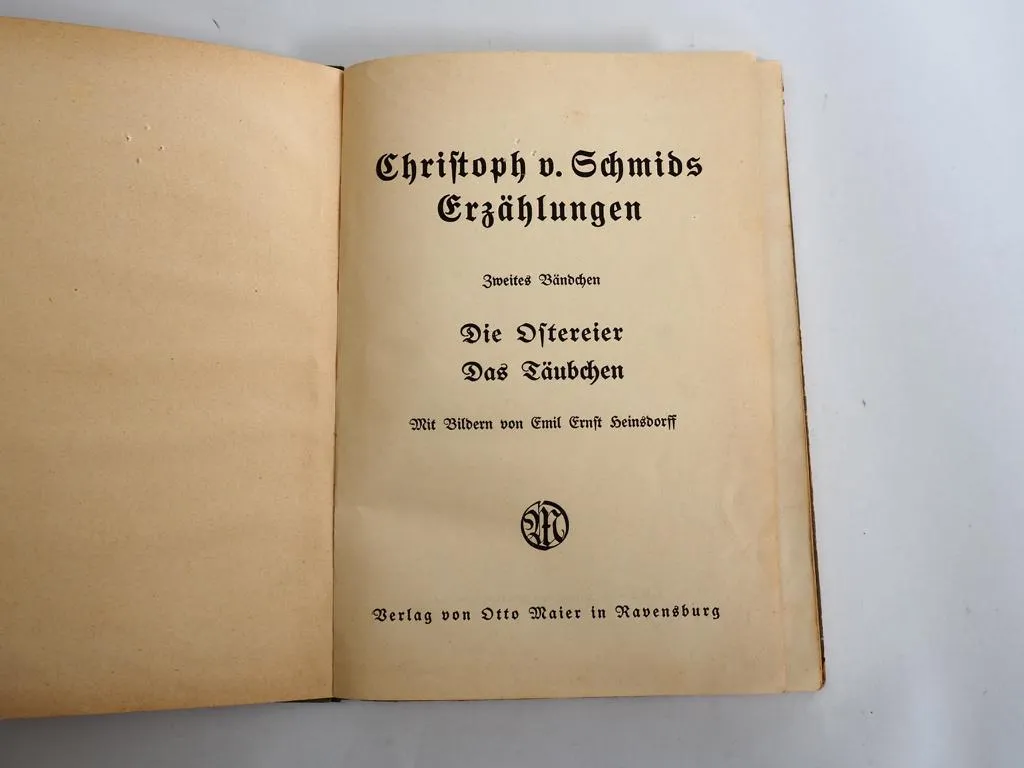 Chriſtoph v. Schmids
Erzählungen
Zweites Bändchen
Die Oſtereier
Das Täubchen
Mit Bildern von Emil Ernſt Heinsdorff
M
Verlag von Otto Maier in Ravensburg